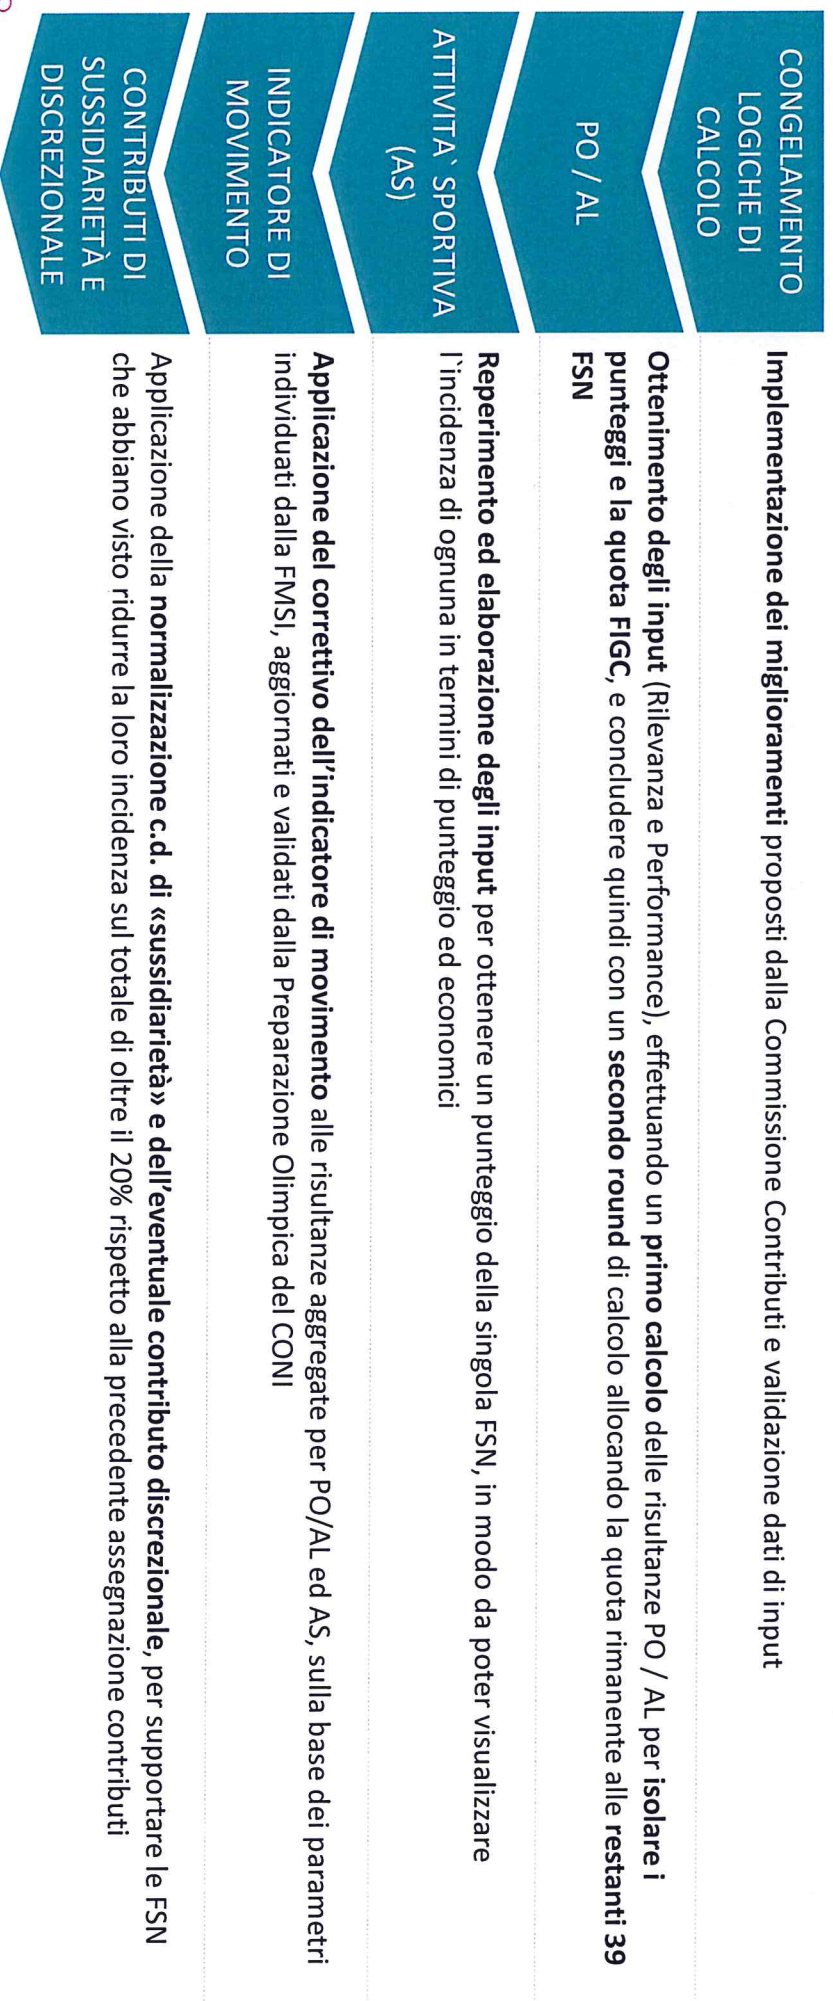 CONGELAMENTO
LOGICHE DI
CALCOLO
Implementazione dei miglioramenti proposti dalla Commissione Contributi e validazione dati di input
PO / AL
Ottenimento degli input (Rilevanza e Performance), effettuando un primo calcolo delle risultanze PO / AL per isolare i
punteggi e la quota FIGC, e concludere quindi con un secondo round di calcolo allocando la quota rimanente alle restanti 39
FSN
ATTIVITA` SPORTIVA
(AS)
Reperimento ed elaborazione degli input per ottenere un punteggio della singola FSN, in modo da poter visualizzare
l`incidenza di ognuna in termini di punteggio ed economici
INDICATORE DI
MOVIMENTO
Applicazione del correttivo dell’indicatore di movimento alle risultanze aggregate per PO/AL ed AS, sulla base dei parametri
individuati dalla FMSI, aggiornati e validati dalla Preparazione Olimpica del CONI
CONTRIBUTI DI
SUSSIDIARIETÀ E
DISCREZIONALE
Applicazione della normalizzazione c.d. di «sussidiarietà» e dell’eventuale contributo discrezionale, per supportare le FSN
che abbiano visto ridurre la loro incidenza sul totale di oltre il 20% rispetto alla precedente assegnazione contributi